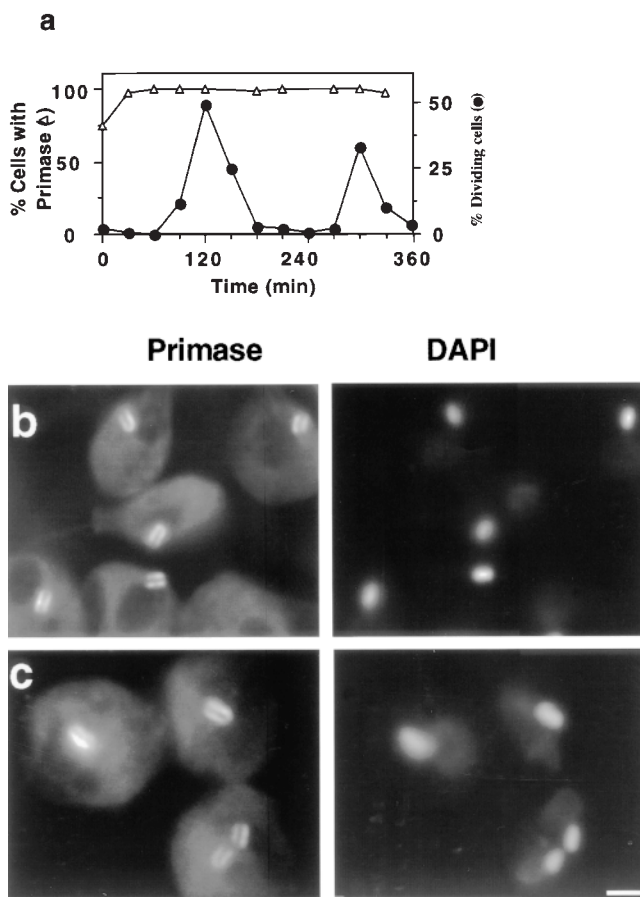 a
% Cells with
Primase (△)
100
50
0
50
25
0
% Dividing cells (●)
0 120 240 360
Time (min)
Primase DAPI
b
c